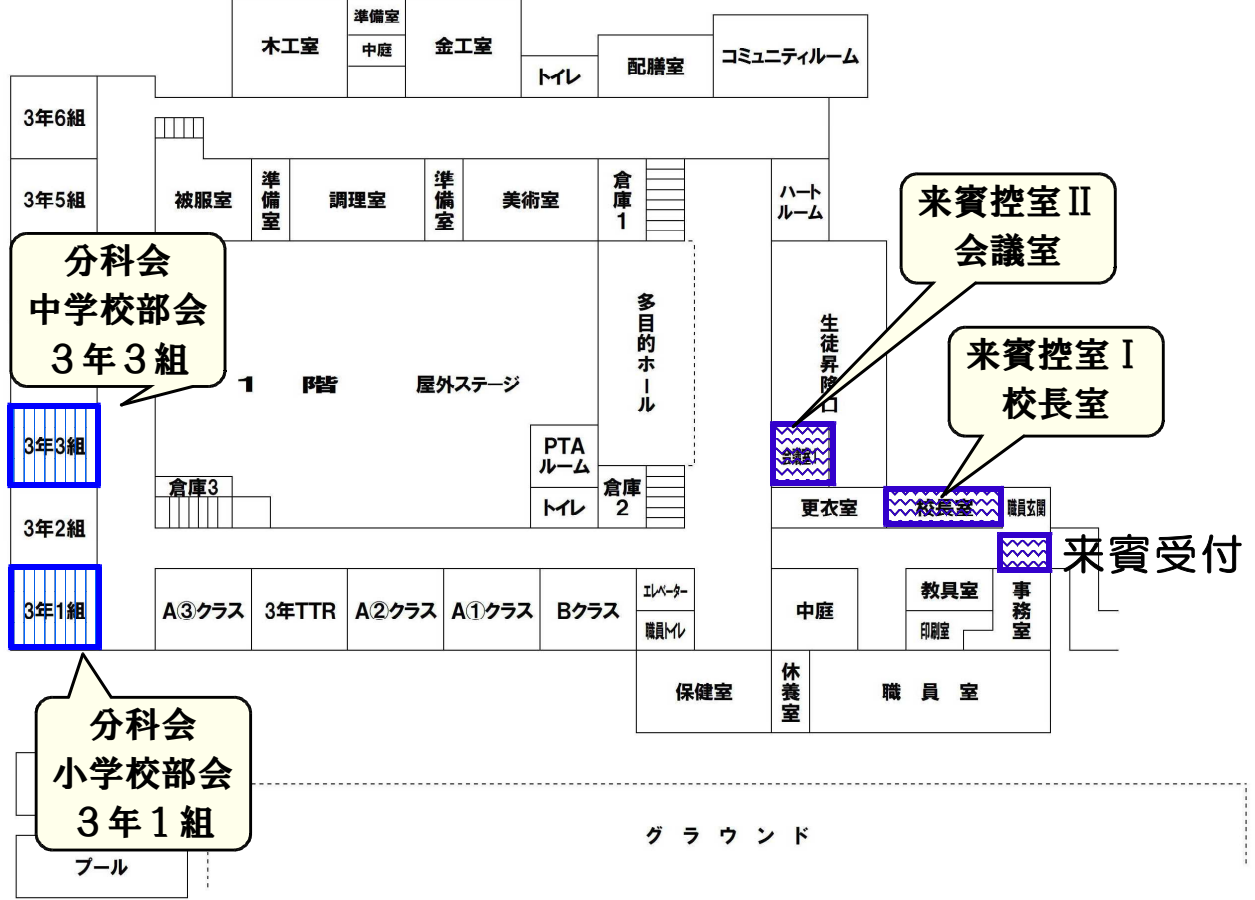 準備室
木工室
中庭
金工室
トイレ
配膳室
コミュニティルーム
3年6組
3年5組
被服室
準備室
調理室
準備室
美術室
倉庫1
ハートルーム
来賓控室Ⅱ
会議室
分科会
中学校部会
３年３組
1 階
屋外ステージ
多目的ホール
生徒昇降口
来賓控室Ⅰ
校長室
3年3組
PTA
ルーム
会議室1
倉庫3
トイレ
倉庫
2
更衣室
校長室
職員玄関
3年2組
来賓受付
3年1組
A③クラス
3年TTR
A②クラス
A①クラス
Bクラス
エレベーター
職員トイレ
中庭
教具室
印刷室
事務室
保健室
休養室
職員室
分科会
小学校部会
３年１組
プール
グラウンド